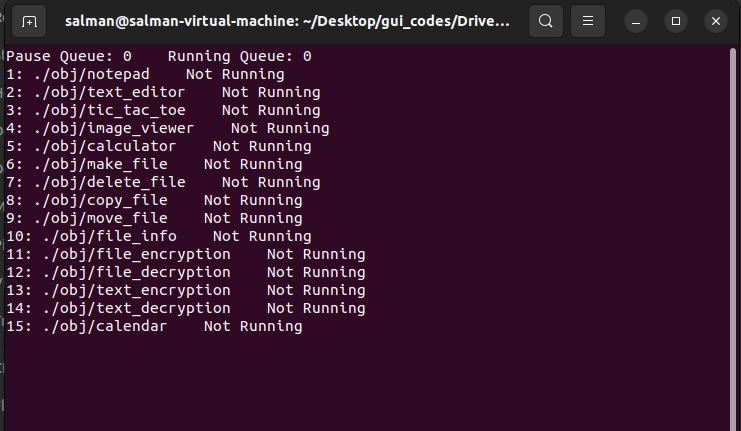 salman@salman-virtual-machine: ~/Desktop/gui_codes/Drive...
Pause Queue: 0    Running Queue: 0
1: ./obj/notepad    Not Running
2: ./obj/text_editor    Not Running
3: ./obj/tic_tac_toe    Not Running
4: ./obj/image_viewer    Not Running
5: ./obj/calculator    Not Running
6: ./obj/make_file    Not Running
7: ./obj/delete_file    Not Running
8: ./obj/copy_file    Not Running
9: ./obj/move_file    Not Running
10: ./obj/file_info    Not Running
11: ./obj/file_encryption    Not Running
12: ./obj/file_decryption    Not Running
13: ./obj/text_encryption    Not Running
14: ./obj/text_decryption    Not Running
15: ./obj/calendar    Not Running